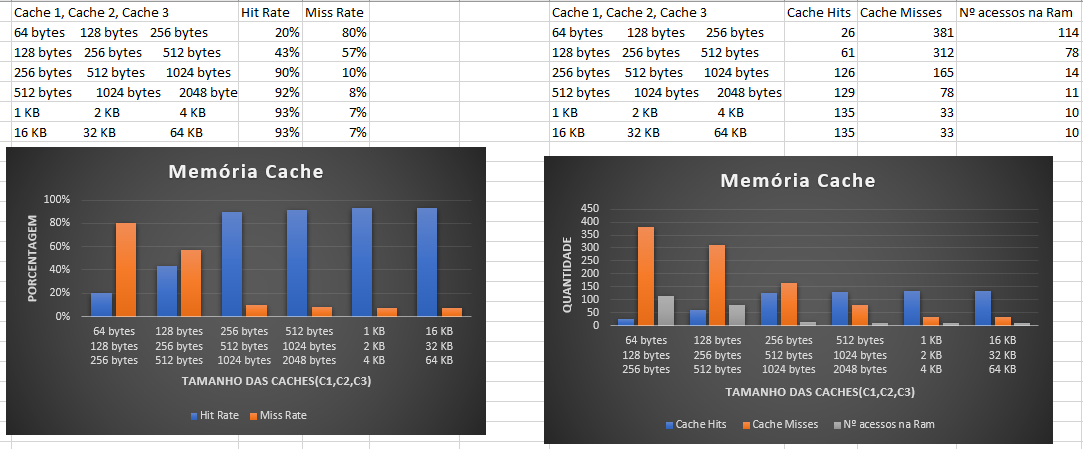 Cache 1, Cache 2, Cache 3 Hit Rate Miss Rate
64 bytes 128 bytes 256 bytes 20% 80%
128 bytes 256 bytes 512 bytes 43% 57%
256 bytes 512 bytes 1024 bytes 90% 10%
512 bytes 1024 bytes 2048 byte 92% 8%
1 KB 2 KB 4 KB 93% 7%
16 KB 32 KB 64 KB 93% 7%
Cache 1, Cache 2, Cache 3 Cache Hits Cache Misses Nº acessos na Ram
64 bytes 128 bytes 256 bytes 26 381 114
128 bytes 256 bytes 512 bytes 61 312 78
256 bytes 512 bytes 1024 bytes 126 165 14
512 bytes 1024 bytes 2048 bytes 129 78 11
1 KB 2 KB 4 KB 135 33 10
16 KB 32 KB 64 KB 135 33 10
Memória Cache
PORCENTAGEM
100%
80%
60%
40%
20%
0%
64 bytes 128 bytes 256 bytes 512 bytes 1 KB 16 KB
128 bytes 256 bytes 512 bytes 1024 bytes 2 KB 32 KB
256 bytes 512 bytes 1024 bytes 2048 bytes 4 KB 64 KB
TAMANHO DAS CACHES(C1,C2,C3)
Hit Rate Miss Rate
Memória Cache
QUANTIDADE
450
400
350
300
250
200
150
100
50
0
64 bytes 128 bytes 256 bytes 512 bytes 1 KB 16 KB
128 bytes 256 bytes 512 bytes 1024 bytes 2 KB 32 KB
256 bytes 512 bytes 1024 bytes 2048 bytes 4 KB 64 KB
TAMANHO DAS CACHES(C1,C2,C3)
Cache Hits Cache Misses Nº acessos na Ram